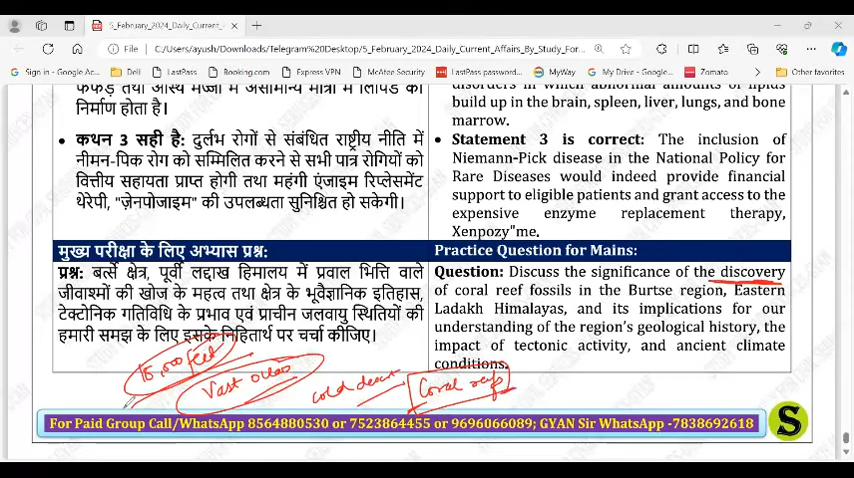 5_February_2024_Daily_Current_
File
C:/Users/ayush/Downloads/Telegram%20Desktop/5_February_2024_Daily_Current_Affairs_By_Study_For...
Sign in - Google Ac...
Dell
LastPass
Booking.com
Express VPN
McAfee Security
LastPass password...
MyWay
My Drive - Google...
Zomato
Other favorites
फेफड़े तथा अस्थि मज्जा में असामान्य मात्रा में लिपिड का
निर्माण होता है।
• कथन 3 सही है: दुर्लभ रोगों से संबंधित राष्ट्रीय नीति में
नीमन-पिक रोग को सम्मिलित करने से सभी पात्र रोगियों को
वित्तीय सहायता प्राप्त होगी तथा महंगी एंजाइम रिप्लेसमेंट
थेरेपी, "ज़ेनपोजाइम" की उपलब्धता सुनिश्चित हो सकेगी।
disorders in which abnormal amounts of lipids
build up in the brain, spleen, liver, lungs, and bone
marrow.
• Statement 3 is correct: The inclusion of
Niemann-Pick disease in the National Policy for
Rare Diseases would indeed provide financial
support to eligible patients and grant access to the
expensive enzyme replacement therapy,
Xenpozy"me.
मुख्य परीक्षा के लिए अभ्यास प्रश्न:
प्रश्न: बर्त्से क्षेत्र, पूर्वी लद्दाख हिमालय में प्रवाल भित्ति वाले
जीवाश्मों की खोज के महत्व तथा क्षेत्र के भूवैज्ञानिक इतिहास,
टेक्टोनिक गतिविधि के प्रभाव एवं प्राचीन जलवायु स्थितियों की
हमारी समझ के लिए इसके निहितार्थ पर चर्चा कीजिए।
Practice Question for Mains:
Question: Discuss the significance of the discovery
of coral reef fossils in the Burtse region, Eastern
Ladakh Himalayas, and its implications for our
understanding of the region's geological history, the
impact of tectonic activity, and ancient climate
conditions.
18,000 feet
Vast ocean
cold desert
Coral reefs
For Paid Group Call/WhatsApp 8564880530 or 7523864455 or 9696066089; GYAN Sir WhatsApp -7838692618
S